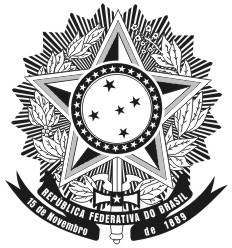 REPÚBLICA FEDERATIVA DO BRASIL
15 de Novembro de 1889